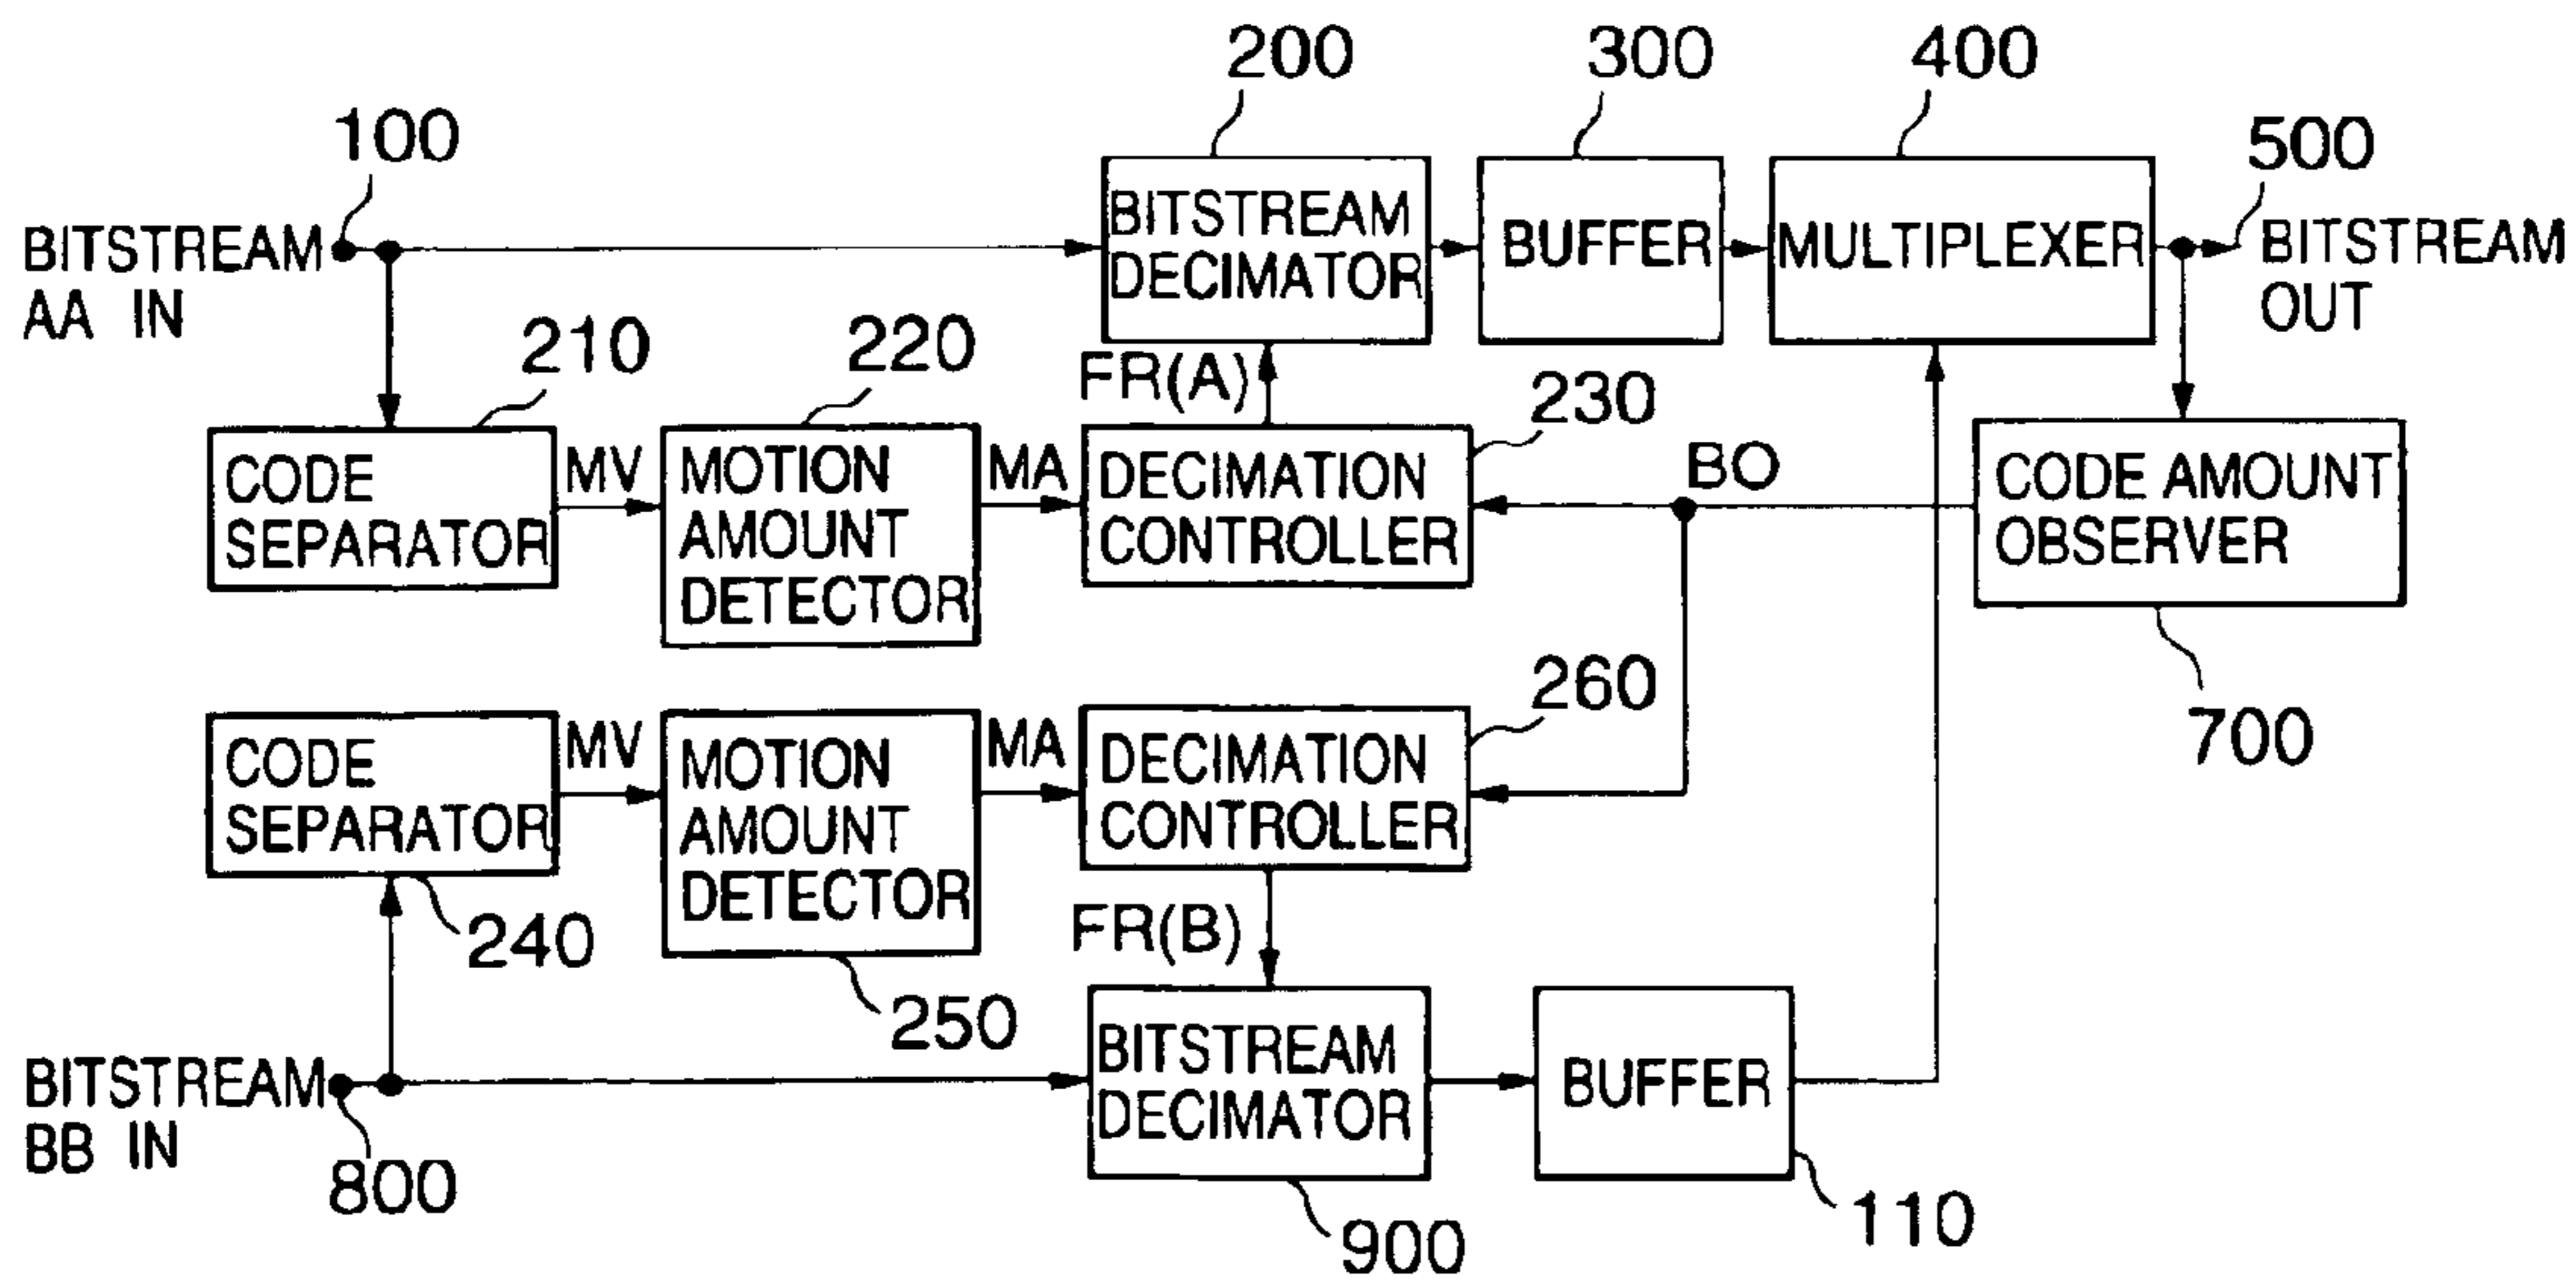 200
300
400
100
500
BITSTREAM
AA IN
BITSTREAM
DECIMATOR
BUFFER
MULTIPLEXER
BITSTREAM
OUT
210
220
FR(A)
230
CODE
SEPARATOR
MV
MOTION
AMOUNT
DETECTOR
MA
DECIMATION
CONTROLLER
BO
CODE AMOUNT
OBSERVER
700
260
CODE
SEPARATOR
MV
MOTION
AMOUNT
DETECTOR
MA
DECIMATION
CONTROLLER
240
250
FR(B)
BITSTREAM
BB IN
800
BITSTREAM
DECIMATOR
BUFFER
900
110